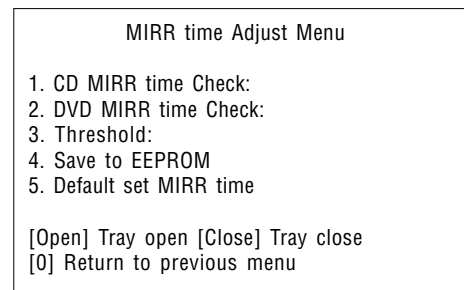 MIRR time Adjust Menu
1. CD MIRR time Check:
2. DVD MIRR time Check:
3. Threshold:
4. Save to EEPROM
5. Default set MIRR time
[Open] Tray open [Close] Tray close
[0] Return to previous menu